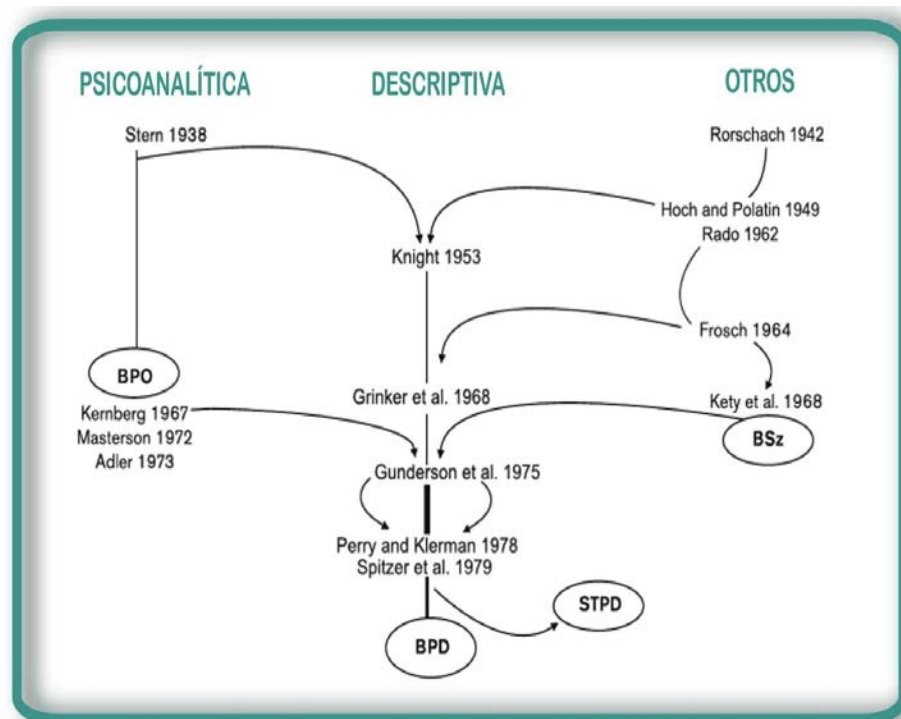 PSICOANALÍTICA
DESCRIPTIVA
OTROS
Stern 1938
Rorschach 1942
Hoch and Polatin 1949
Rado 1962
Knight 1953
Frosch 1964
BPO
Grinker et al. 1968
Kety et al. 1968
Kernberg 1967
Masterson 1972
Adler 1973
BSz
Gunderson et al. 1975
Perry and Klerman 1978
Spitzer et al. 1979
STPD
BPD